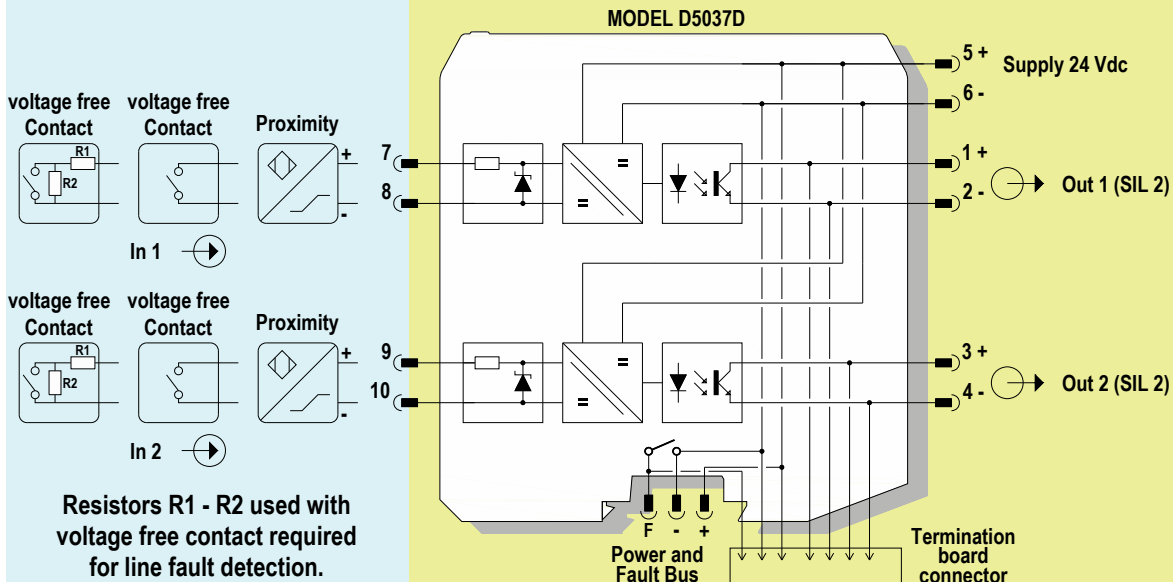 MODEL D5037D
5 +
Supply 24 Vdc
6 -
voltage free
Contact
voltage free
Contact
Proximity
R1
R2
+
-
7
8
1 +
2 -
Out 1 (SIL 2)
In 1
voltage free
Contact
voltage free
Contact
Proximity
R1
R2
+
-
9
10
3 +
4 -
Out 2 (SIL 2)
In 2
Resistors R1 - R2 used with
voltage free contact required
for line fault detection.
F - +
Power and
Fault Bus
Termination
board
connector